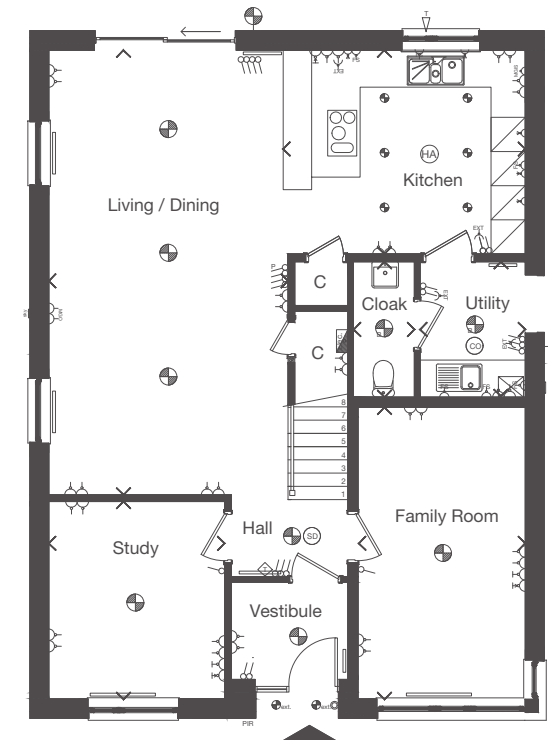 T
Living / Dining
HA
Kitchen
EXT
C
Cloak
Utility
EXT
CO
C
8
7
6
5
4
3
2
1
Hall
SD
Family Room
Study
T
Vestibule
ext.
ext.
PIR